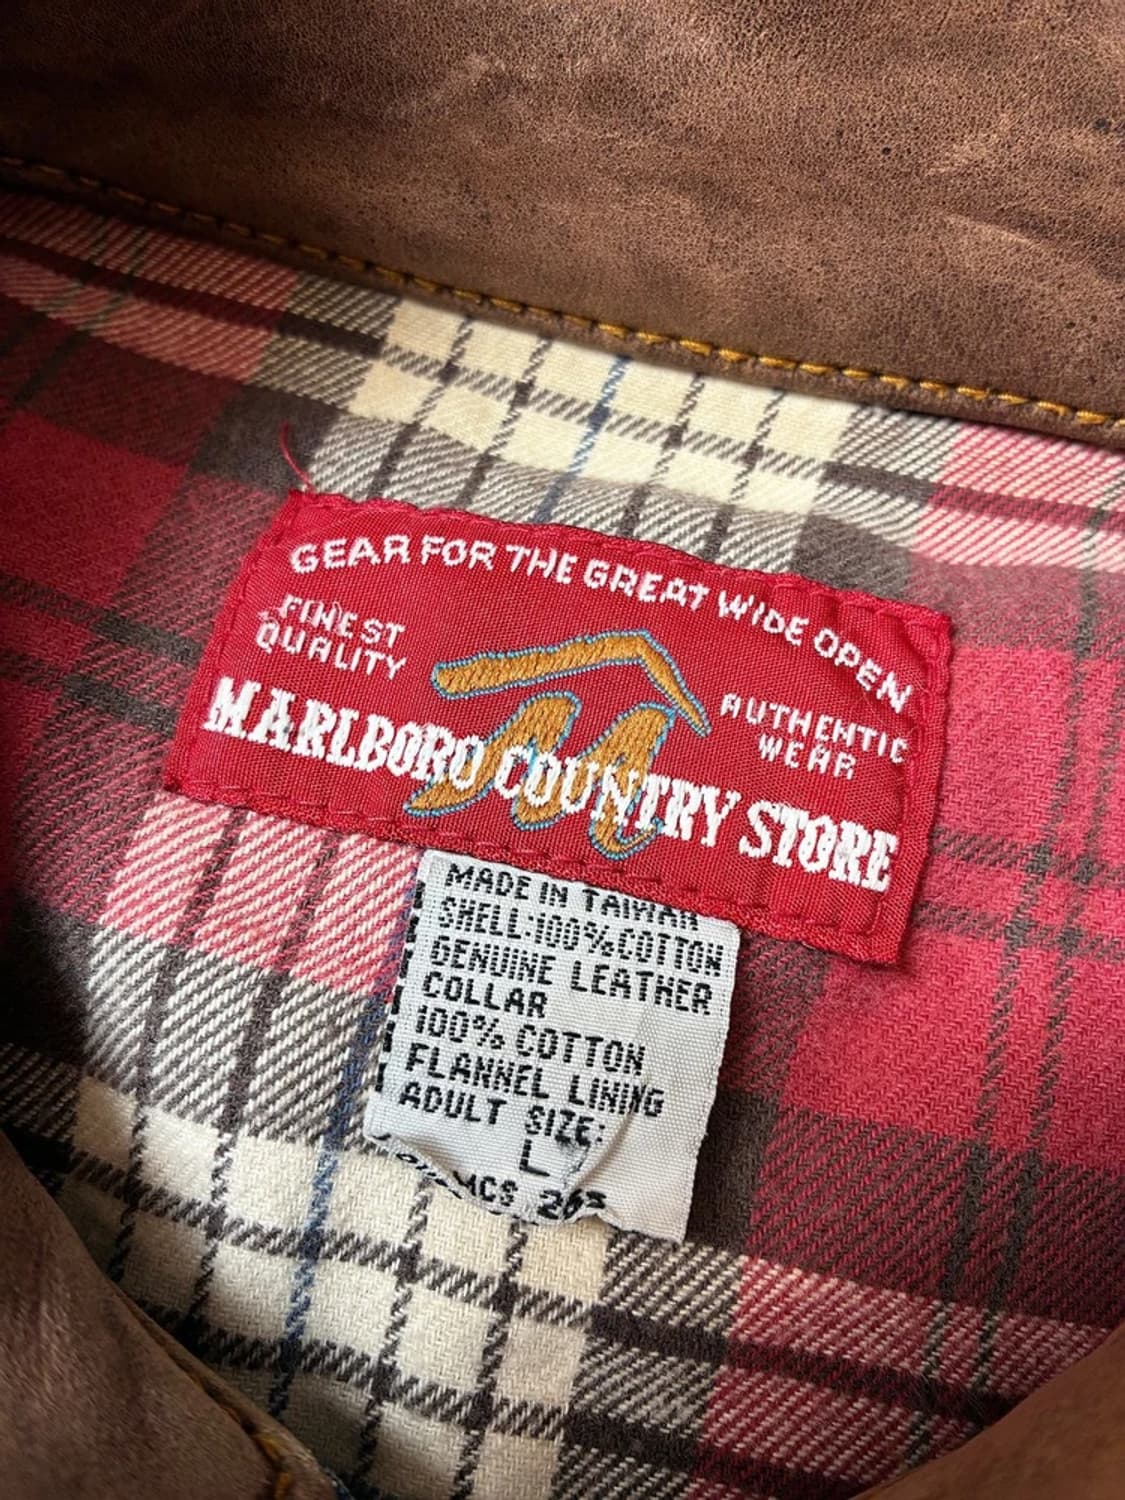 GEAR FOR THE GREAT WIDE OPEN
FINEST
QUALITY
AUTHENTIC
WEAR
MARLBORO COUNTRY STORE
MADE IN TAIWAN
SHELL:100%COTTON
GENUINE LEATHER
COLLAR
100% COTTON
FLANNEL LINING
ADULT SIZE:
L